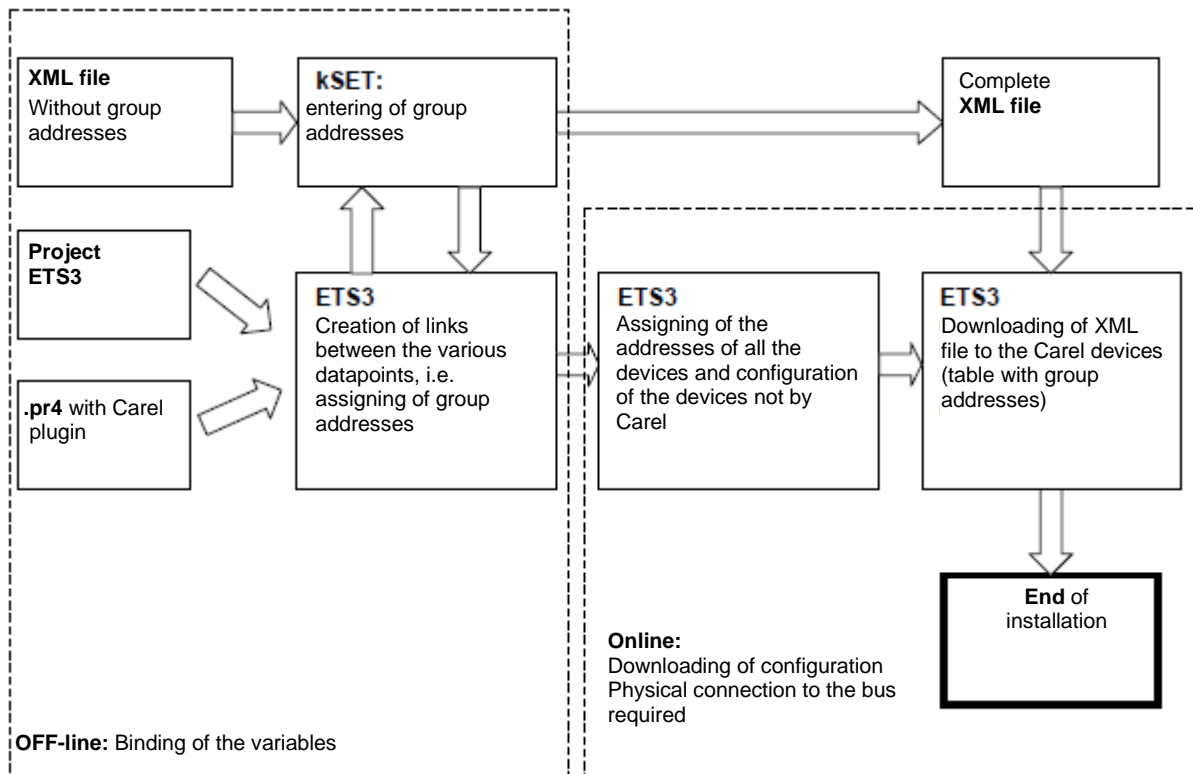 XML file
Without group
addresses
kSET:
entering of group
addresses
Complete
XML file
Project
ETS3
.pr4 with Carel
plugin
ETS3
Creation of links
between the various
datapoints, i.e.
assigning of group
addresses
ETS3
Assigning of the
addresses of all the
devices and configuration
of the devices not by
Carel
ETS3
Downloading of XML
file to the Carel devices
(table with group
addresses)
End of
installation
Online:
Downloading of configuration
Physical connection to the bus
required
OFF-line: Binding of the variables